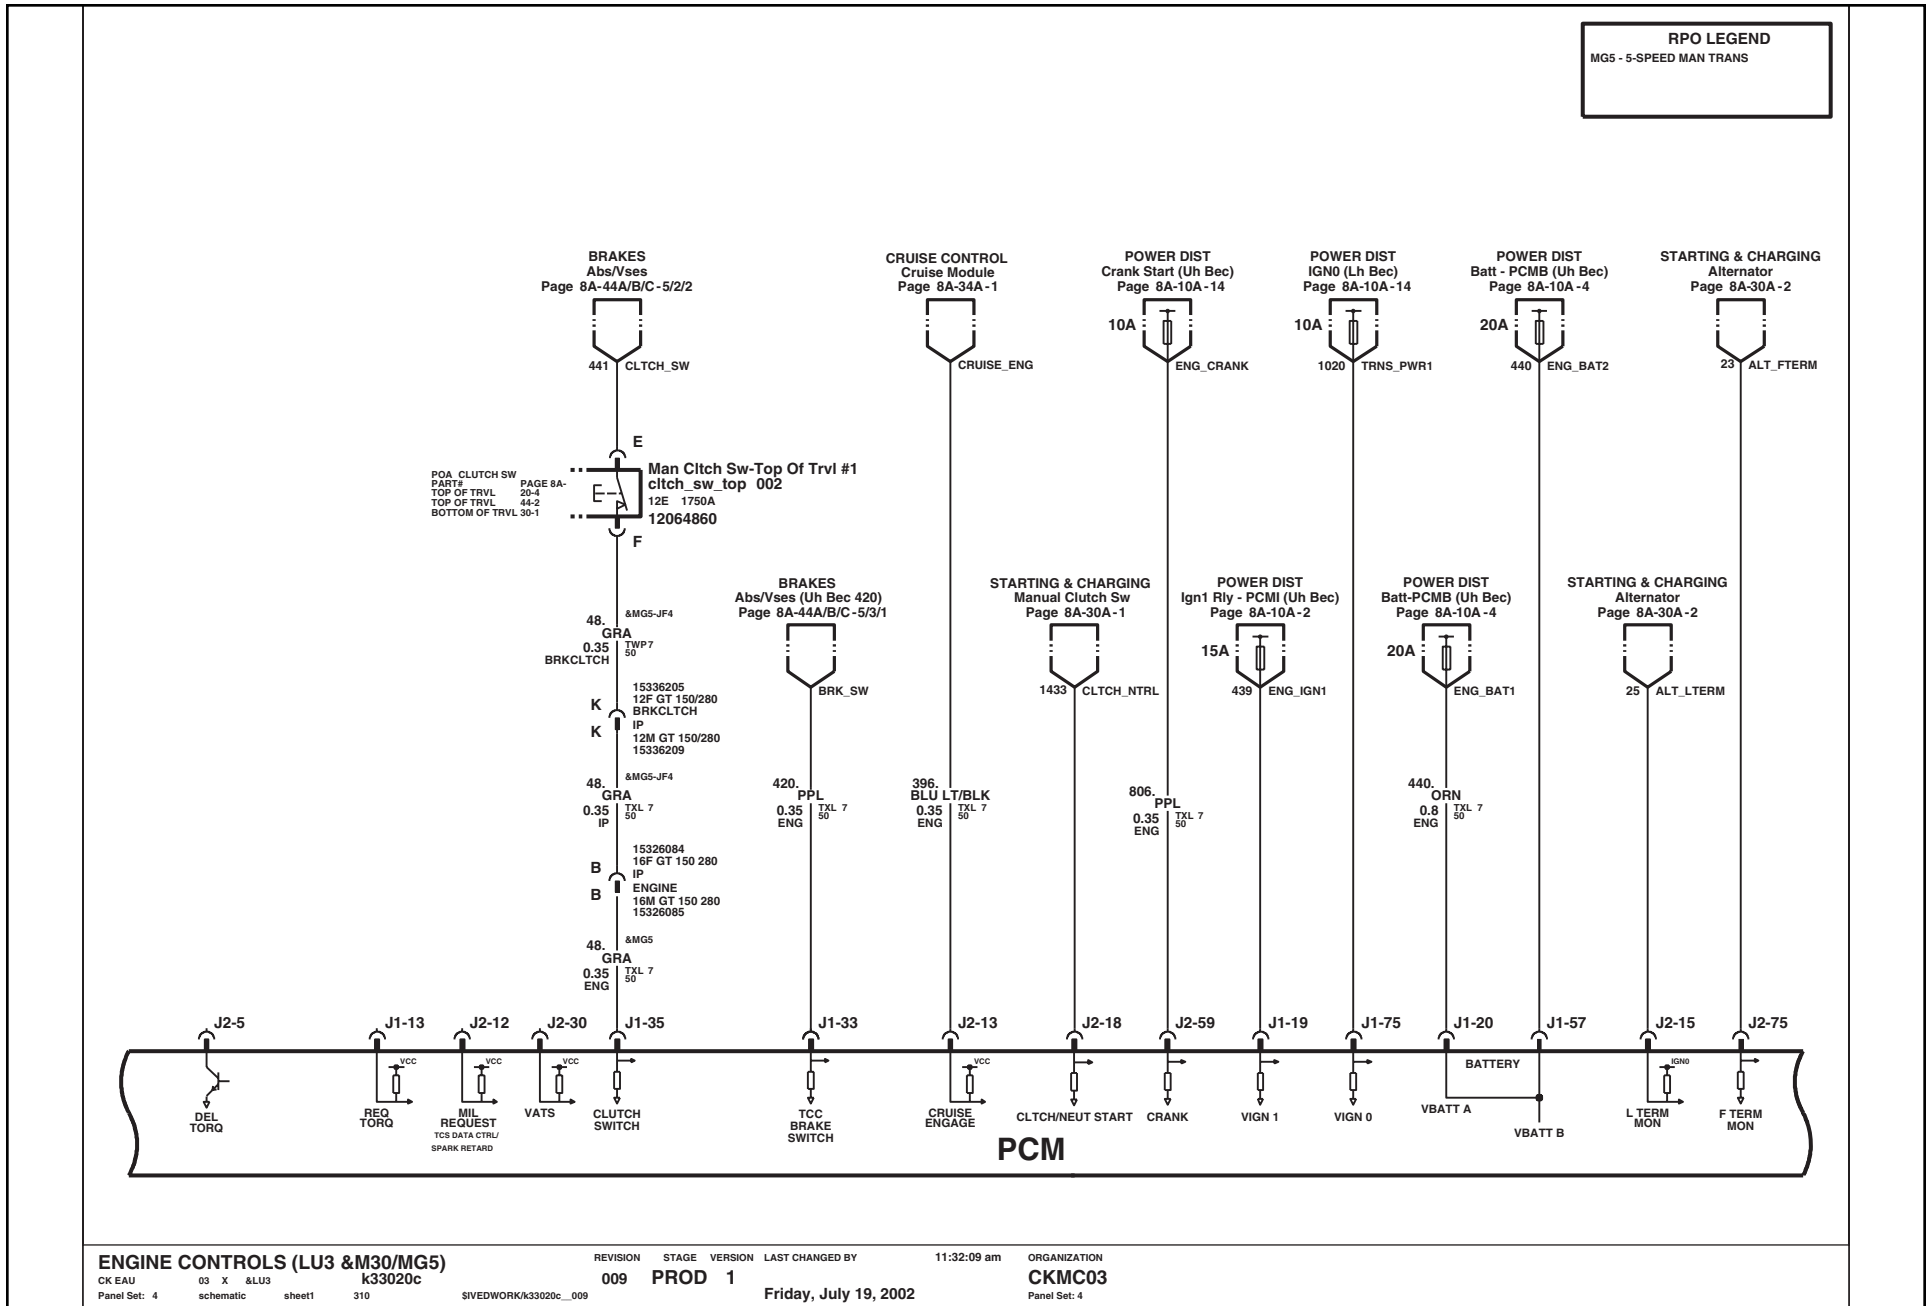 RPO LEGEND
MG5 - 5-SPEED MAN TRANS
BRAKES
Abs/Vses
Page 8A-44A/B/C-5/2/2
CRUISE CONTROL
Cruise Module
Page 8A-34A-1
POWER DIST
Crank Start (Uh Bec)
Page 8A-10A-14
POWER DIST
IGN0 (Lh Bec)
Page 8A-10A-14
POWER DIST
Batt - PCMB (Uh Bec)
Page 8A-10A-4
STARTING & CHARGING
Alternator
Page 8A-30A-2
10A
10A
20A
441 CLTCH_SW
CRUISE_ENG
ENG_CRANK
1020 TRNS_PWR1
440 ENG_BAT2
23 ALT_FTERM
E
POA CLUTCH SW
PART# PAGE 8A-
TOP OF TRVL 20-4
TOP OF TRVL 44-2
BOTTOM OF TRVL 30-1
Man Cltch Sw-Top Of Trvl #1
cltch_sw_top 002
12E 1750A
12064860
F
BRAKES
Abs/Vses (Uh Bec 420)
Page 8A-44A/B/C-5/3/1
STARTING & CHARGING
Manual Clutch Sw
Page 8A-30A-1
POWER DIST
Ign1 Rly - PCMI (Uh Bec)
Page 8A-10A-2
POWER DIST
Batt-PCMB (Uh Bec)
Page 8A-10A-4
STARTING & CHARGING
Alternator
Page 8A-30A-2
15A
20A
BRK_SW
1433 CLTCH_NTRL
439 ENG_IGN1
ENG_BAT1
25 ALT_LTERM
48. &MG5-JF4
GRA
0.35 TWP7
50
BRKCLTCH
15336205
12F GT 150/280
K BRKCLTCH
K IP
12M GT 150/280
15336209
48. &MG5-JF4
GRA
0.35 TXL 7
50
IP
420.
PPL
0.35 TXL 7
50
ENG
396.
BLU LT/BLK
0.35 TXL 7
50
ENG
806.
PPL
0.35 TXL 7
50
ENG
440.
ORN
0.8 TXL 7
50
ENG
15326084
16F GT 150 280
B IP
B ENGINE
16M GT 150 280
15326085
48. &MG5
GRA
0.35 TXL 7
50
ENG
J2-5
J1-13
J2-12
J2-30
J1-35
J1-33
J2-13
J2-18
J2-59
J1-19
J1-75
J1-20
J1-57
J2-15
J2-75
VCC
VCC
VCC
VCC
BATTERY
IGN0
DEL
TORQ
REQ
TORQ
MIL
REQUEST
TCS DATA CTRL/
SPARK RETARD
VATS
CLUTCH
SWITCH
TCC
BRAKE
SWITCH
CRUISE
ENGAGE
CLTCH/NEUT START
CRANK
VIGN 1
VIGN 0
VBATT A
VBATT B
L TERM
MON
F TERM
MON
PCM
ENGINE CONTROLS (LU3 &M30/MG5)
CK EAU 03 X &LU3 k33020c
Panel Set: 4 schematic sheet1 310 $IVEDWORK/k33020c__009
REVISION STAGE VERSION LAST CHANGED BY 11:32:09 am
009 PROD 1
Friday, July 19, 2002
ORGANIZATION
CKMC03
Panel Set: 4